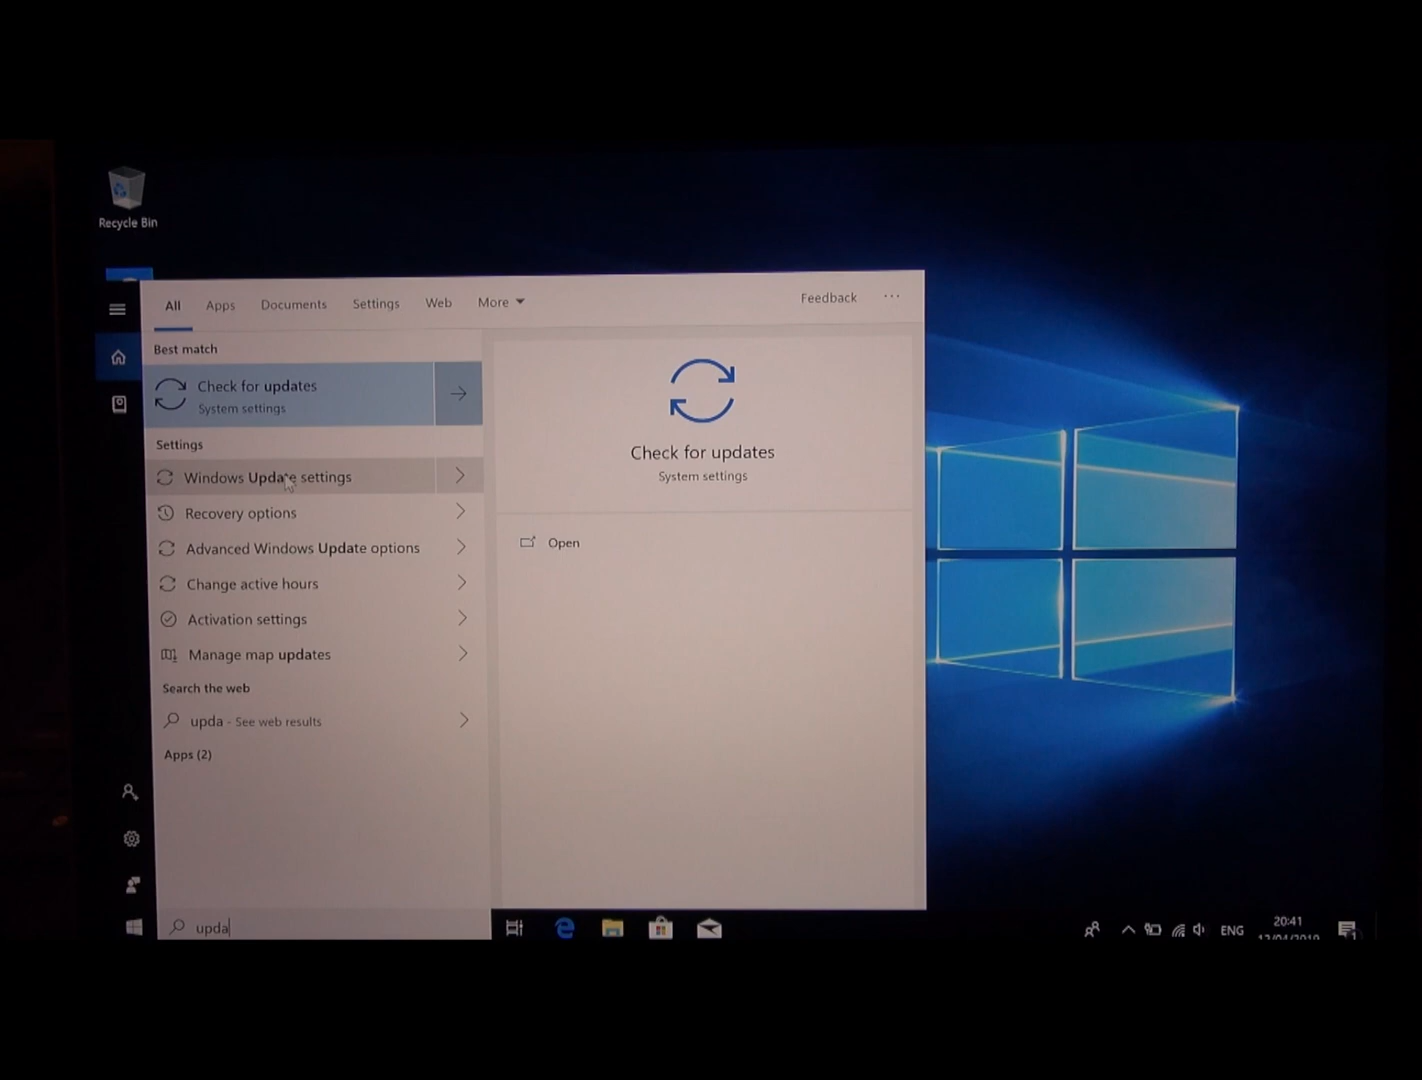 Recycle Bin
All Apps Documents Settings Web More Feedback ...
Best match
Check for updates
System settings
Settings
Windows Update settings
Recovery options
Advanced Windows Update options
Change active hours
Activation settings
Manage map updates
Search the web
upda - See web results
Apps (2)
Check for updates
System settings
Open
upda
ENG
20:41